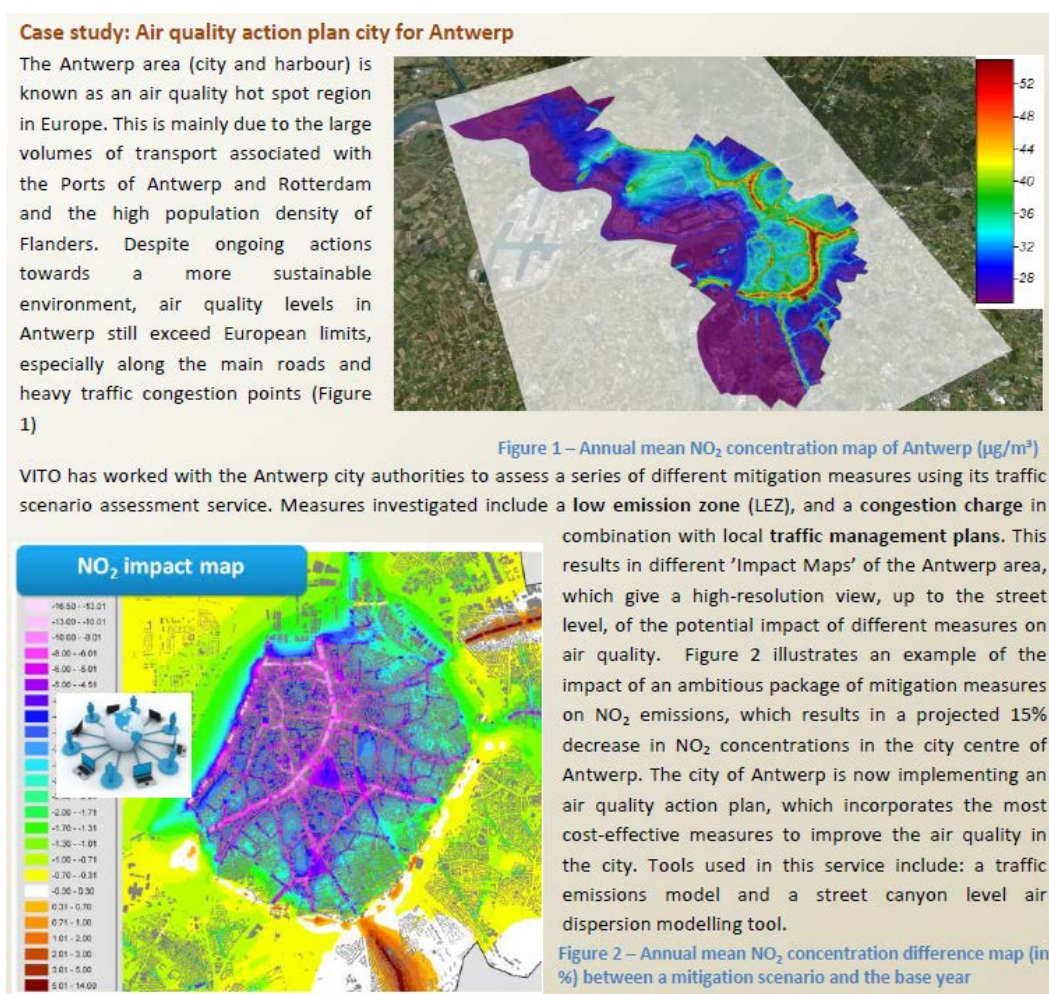 Case study: Air quality action plan city for Antwerp
The Antwerp area (city and harbour) is
known as an air quality hot spot region
in Europe. This is mainly due to the large
volumes of transport associated with
the Ports of Antwerp and Rotterdam
and the high population density of
Flanders. Despite ongoing actions
towards a more sustainable
environment, air quality levels in
Antwerp still exceed European limits,
especially along the main roads and
heavy traffic congestion points (Figure
1)
52
48
44
40
36
32
28
Figure 1 – Annual mean NO₂ concentration map of Antwerp (µg/m³)
VITO has worked with the Antwerp city authorities to assess a series of different mitigation measures using its traffic
scenario assessment service. Measures investigated include a low emission zone (LEZ), and a congestion charge in
combination with local traffic management plans. This
results in different 'Impact Maps' of the Antwerp area,
which give a high-resolution view, up to the street
level, of the potential impact of different measures on
air quality. Figure 2 illustrates an example of the
impact of an ambitious package of mitigation measures
on NO₂ emissions, which results in a projected 15%
decrease in NO₂ concentrations in the city centre of
Antwerp. The city of Antwerp is now implementing an
air quality action plan, which incorporates the most
cost-effective measures to improve the air quality in
the city. Tools used in this service include: a traffic
emissions model and a street canyon level air
dispersion modelling tool.
NO₂ impact map
-16.50 - -13.01
-13.00 - -10.01
-10.00 - -8.01
-8.00 - -6.01
-6.00 - -5.01
-5.00 - -4.51
-2.00 - -1.71
-1.70 - -1.31
-1.30 - -1.01
-1.00 - -0.71
-0.70 - -0.31
-0.30 - 0.30
0.31 - 0.70
0.71 - 1.00
1.01 - 2.00
2.01 - 3.00
3.01 - 5.00
5.01 - 14.00
Figure 2 – Annual mean NO₂ concentration difference map (in
%) between a mitigation scenario and the base year